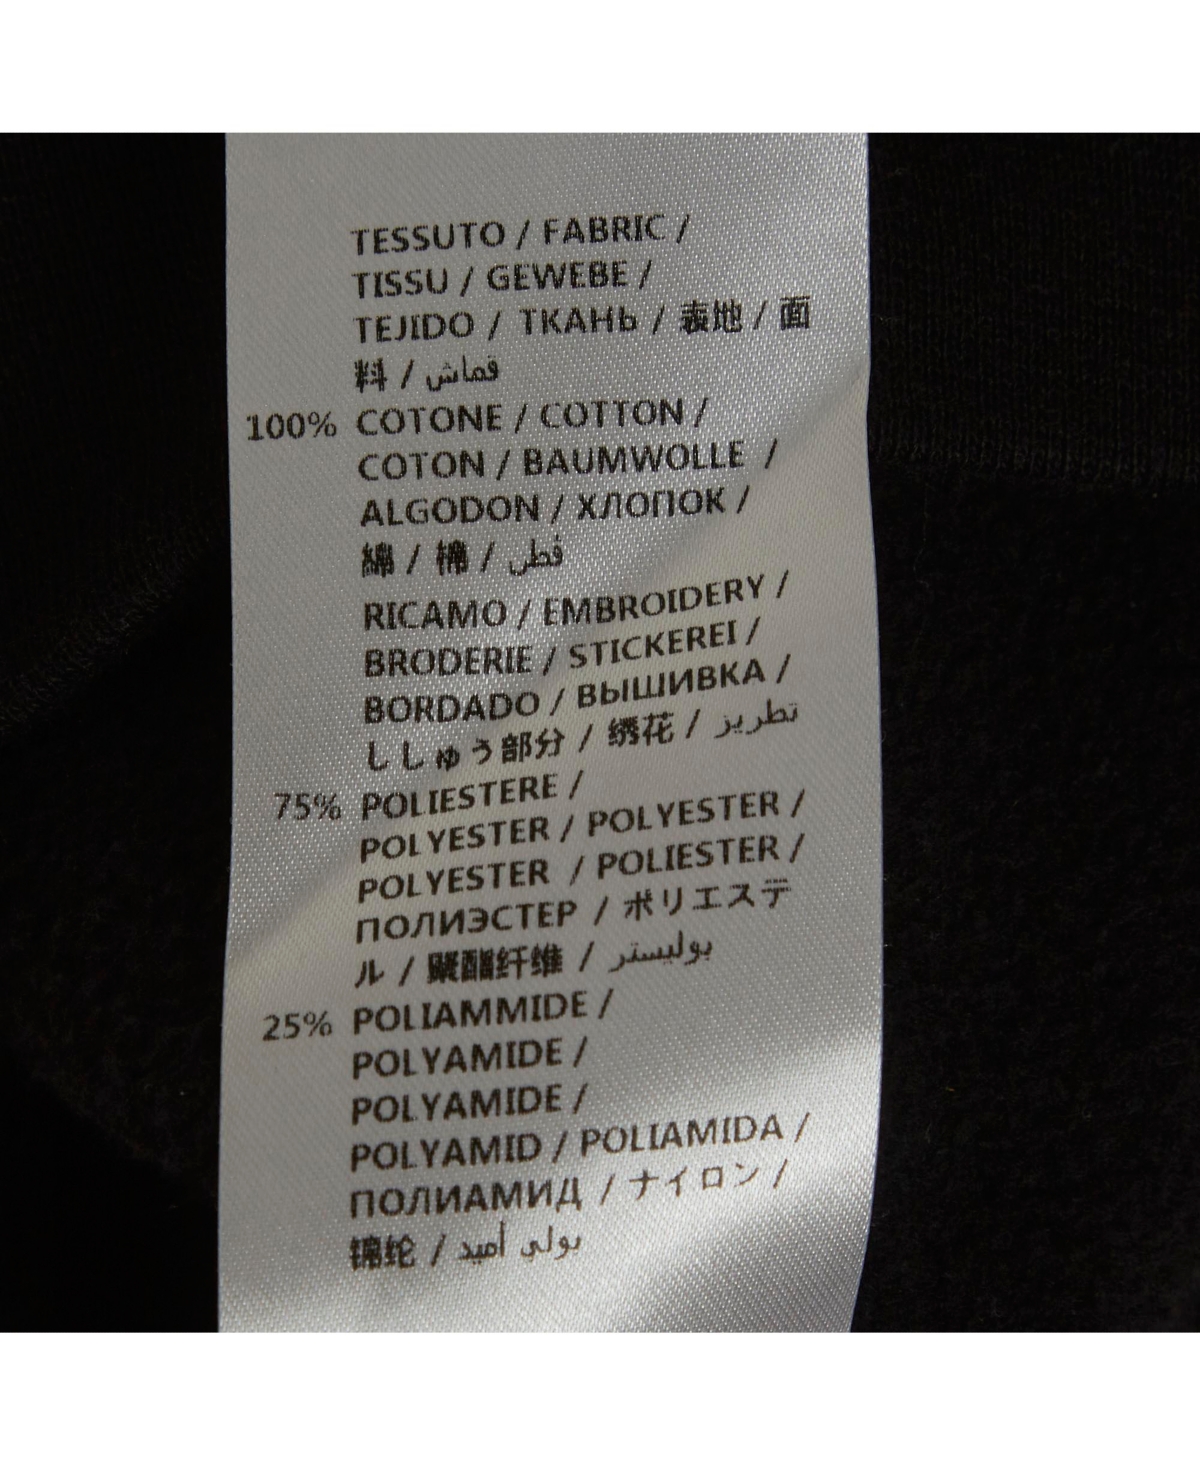 TESSUTO / FABRIC /
TISSU / GEWEBE /
TEJIDO / ТКАНЬ / 表地 / 面
料 / قماش
100% COTONE / COTTON /
COTON / BAUMWOLLE /
ALGODON / ХЛОПОК /
綿 / 棉 / قطن
RICAMO / EMBROIDERY /
BRODERIE / STICKEREI /
BORDADO / ВЫШИВКА /
ししゅう部分 / 绣花 / تطريز
75% POLIESTERE /
POLYESTER / POLYESTER /
POLYESTER / POLIESTER /
ПОЛИЭСТЕР / ポリエステ
ル / 聚酯纤维 / بوليستر
25% POLIAMMIDE /
POLYAMIDE /
POLYAMIDE /
POLYAMID / POLIAMIDA /
ПОЛИАМИД / ナイロン /
锦纶 / بولي أميد